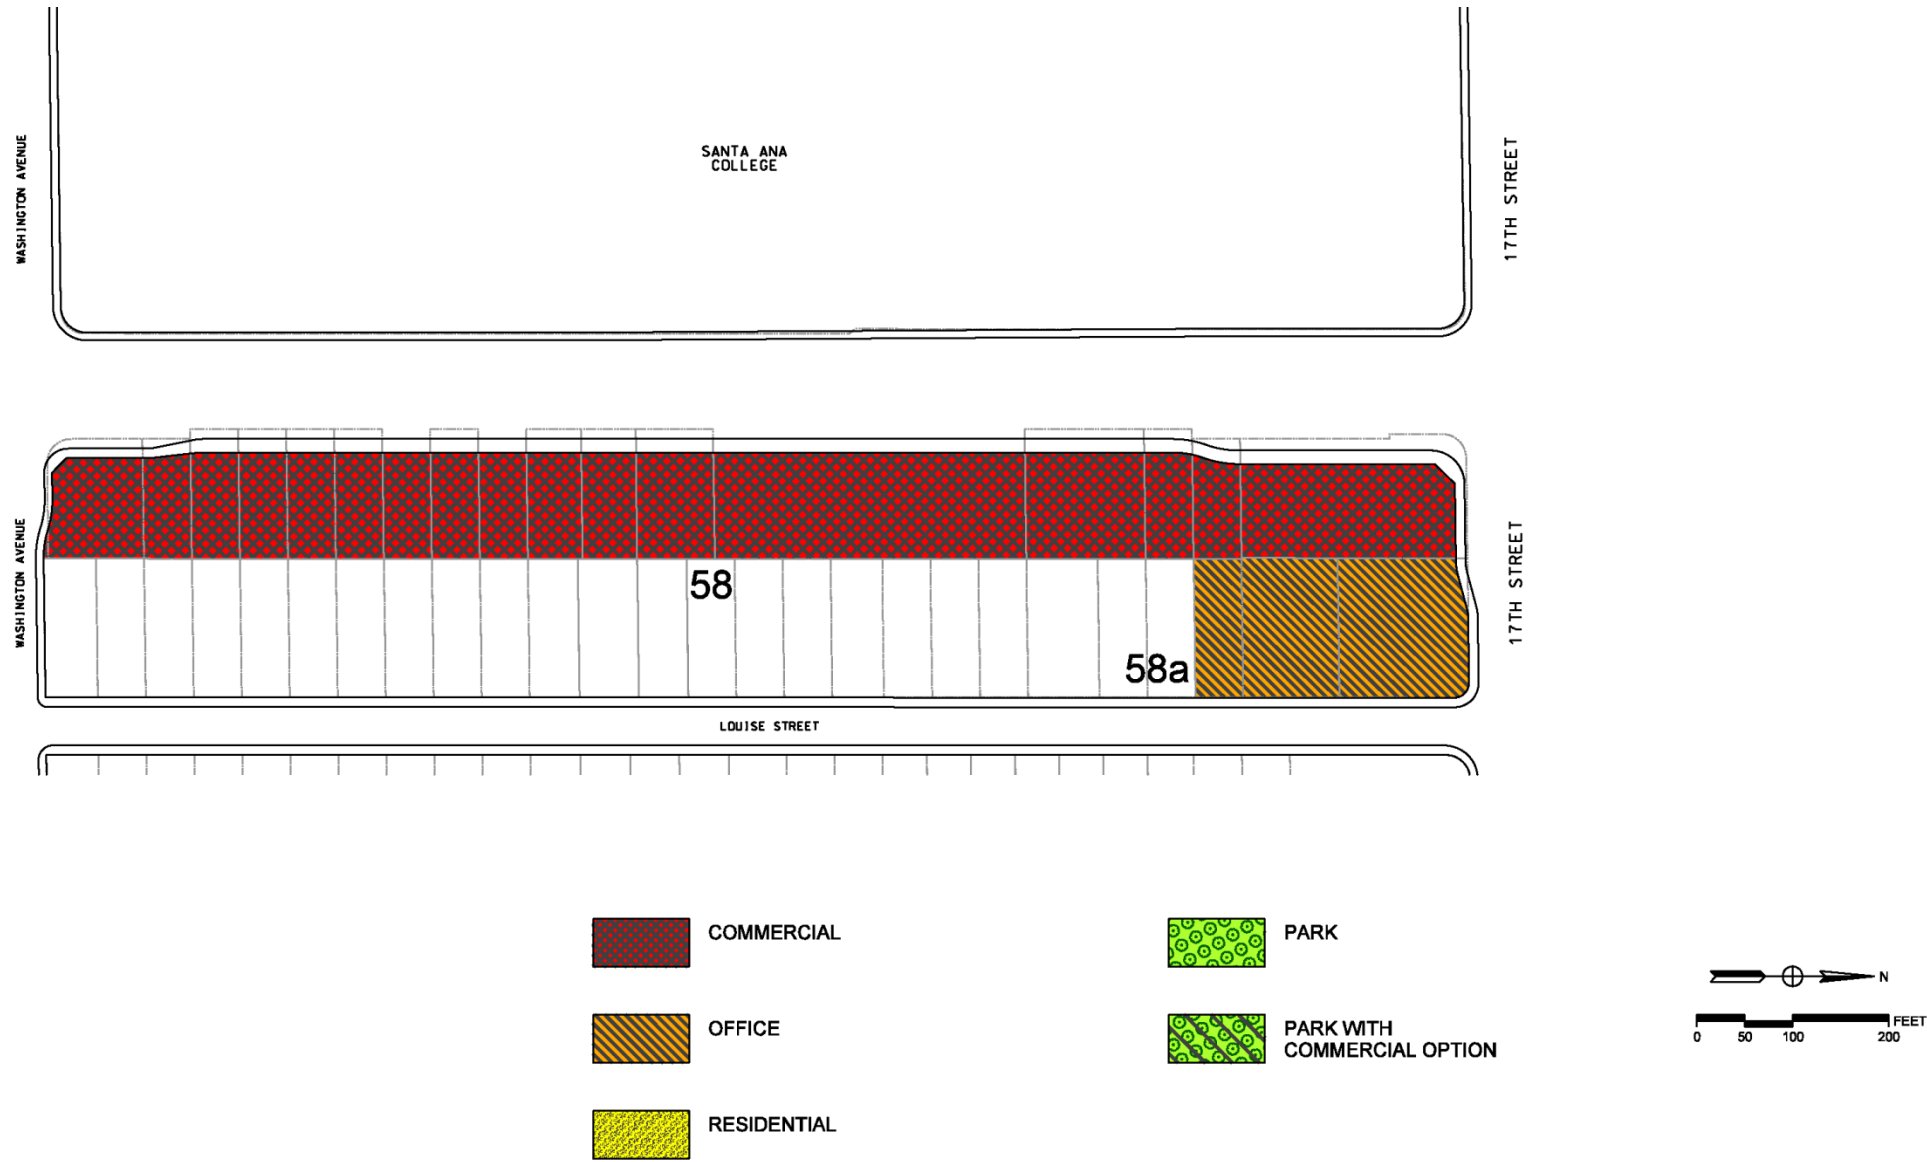 WASHINGTON AVENUE
SANTA ANA
COLLEGE
17TH STREET
WASHINGTON AVENUE
58
58a
17TH STREET
LOUISE STREET
COMMERCIAL
OFFICE
RESIDENTIAL
PARK
PARK WITH
COMMERCIAL OPTION
N
FEET
0 50 100 200